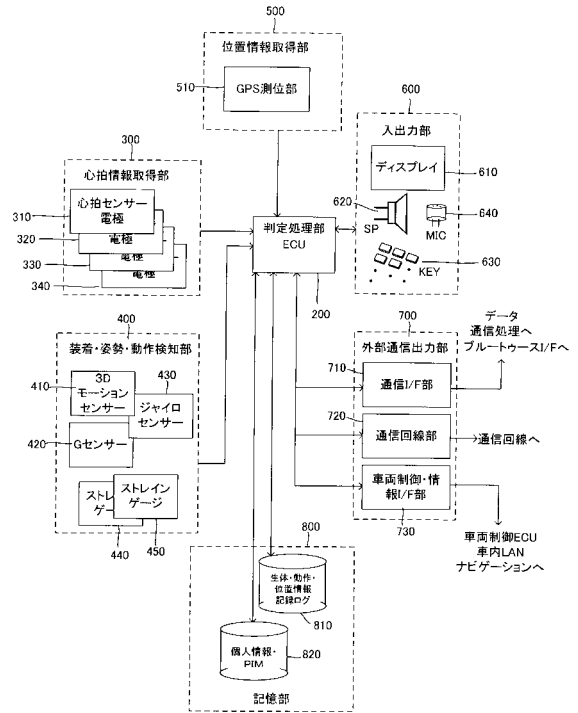 500
位置情報取得部
510
GPS測位部
600
入出力部
ディスプレイ
610
620
SP
640
MIC
KEY
630
300
心拍情報取得部
310
心拍センサー
電極
320
電極
330
電極
340
電極
判定処理部
ECU
200
400
装着・姿勢・動作検知部
410
3D
モーション
センサー
430
ジャイロ
センサー
420
Gセンサー
ストレイン
ゲージ
ストレ
ゲー
440
450
700
外部通信出力部
710
通信I/F部
データ
通信処理へ
ブルートゥースI/Fへ
720
通信回線部
通信回線へ
車両制御・情
報I/F部
730
車両制御ECU
車内LAN
ナビゲーションへ
800
生体・動作・
位置情報
記録ログ
810
個人情報・
PIM
820
記憶部